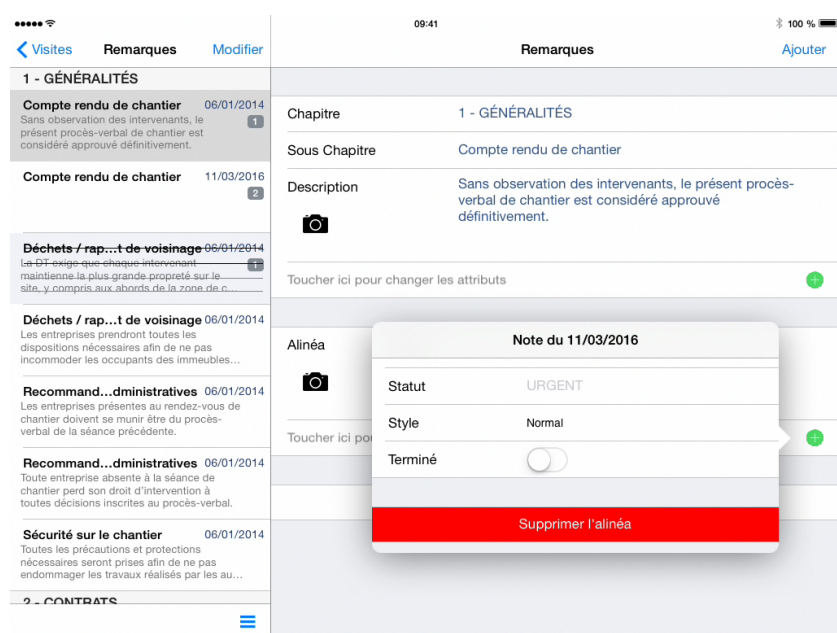 09:41
100 %
Visites Remarques Modifier
Remarques Ajouter
1 - GÉNÉRALITÉS
Compte rendu de chantier 06/01/2014
Sans observation des intervenants, le 1
présent procès-verbal de chantier est
considéré approuvé définitivement.
Compte rendu de chantier 11/03/2016
2
Déchets / rap...t de voisinage 06/01/2014
La DT exige que chaque intervenant 1
maintienne la plus grande propreté sur le
site, y compris aux abords de la zone de c...
Déchets / rap...t de voisinage 06/01/2014
Les entreprises prendront toutes les
dispositions nécessaires afin de ne pas
incommoder les occupants des immeubles...
Recommand...dministratives 06/01/2014
Les entreprises présentes au rendez-vous de
chantier doivent se munir être du procès-
verbal de la séance précédente.
Recommand...dministratives 06/01/2014
Toute entreprise absente à la séance de
chantier perd son droit d'intervention à
toutes décisions inscrites au procès-verbal.
Sécurité sur le chantier 06/01/2014
Toutes les précautions et protections
nécessaires seront prises afin de ne pas
endommager les travaux réalisés par les au...
2 - CONTRATS
Chapitre 1 - GÉNÉRALITÉS
Sous Chapitre Compte rendu de chantier
Description Sans observation des intervenants, le présent procès-
verbal de chantier est considéré approuvé
définitivement.
Toucher ici pour changer les attributs
Alinéa
Toucher ici pou
Note du 11/03/2016
Statut URGENT
Style Normal
Terminé
Supprimer l'alinéa